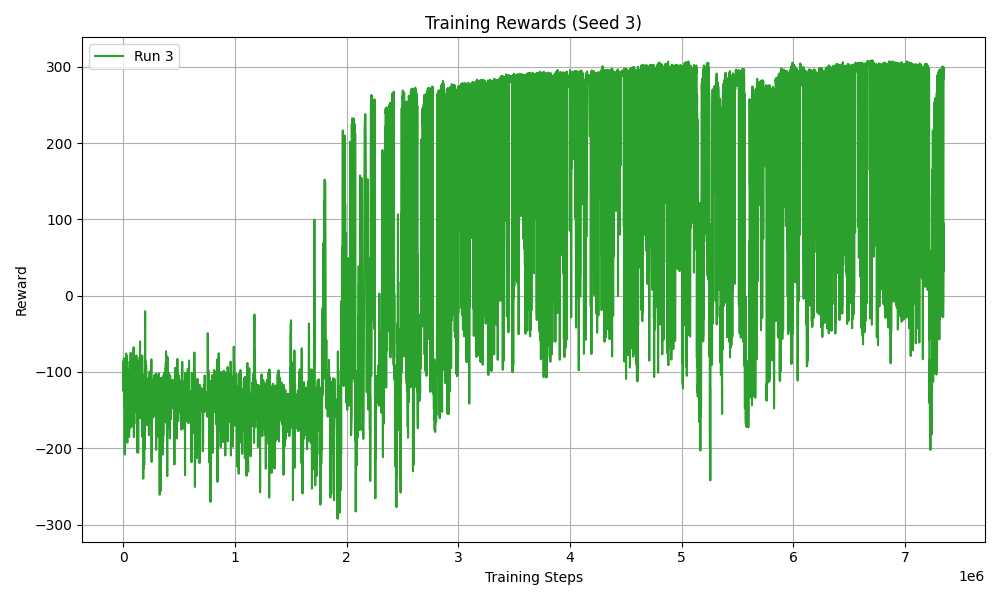 Training Rewards (Seed 3)
Run 3
Reward
300
200
100
0
−100
−200
−300
0 1 2 3 4 5 6 7
1e6
Training Steps